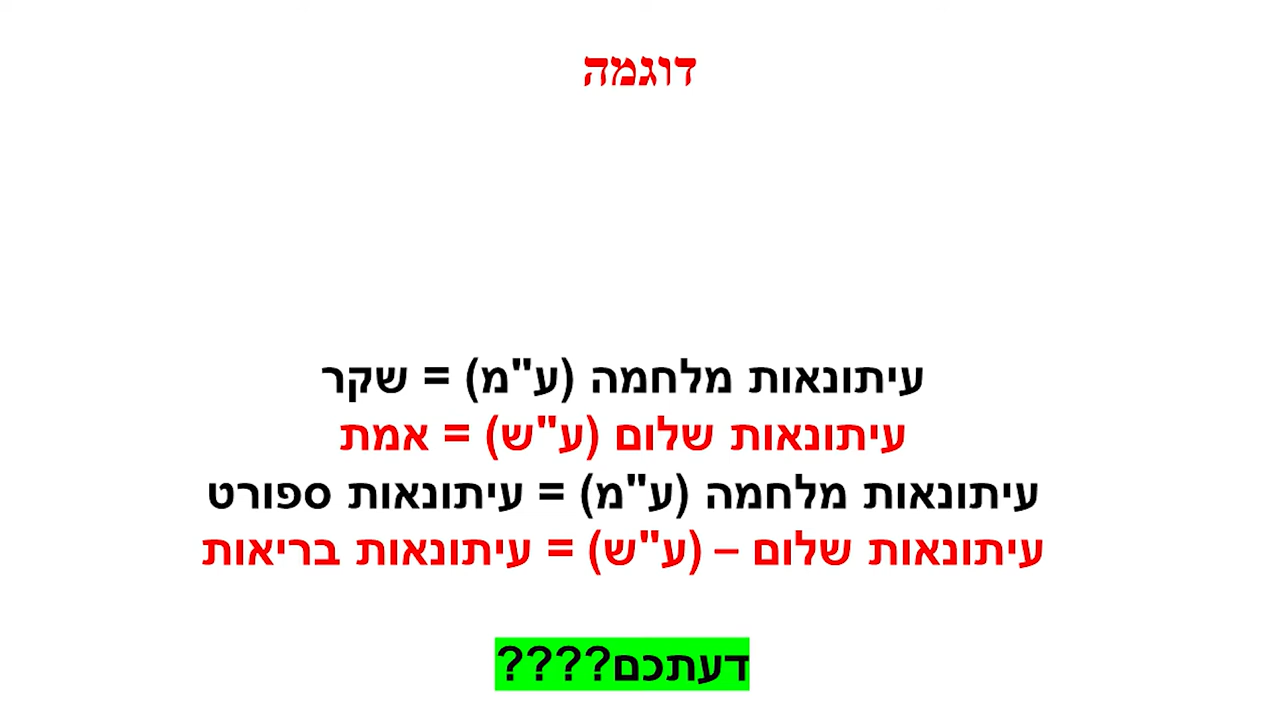 דוגמה
עיתונאות מלחמה (ע"מ) = שקר
עיתונאות שלום (ע"ש) = אמת
עיתונאות מלחמה (ע"מ) = עיתונאות ספורט
עיתונאות שלום – (ע"ש) = עיתונאות בריאות
דעתכם????